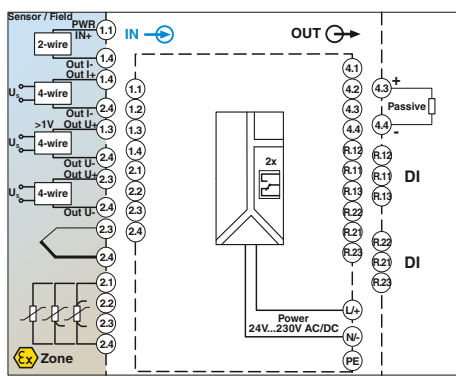 Sensor / Field
PWR
IN+
2-wire
1.1
1.4
Out I-
Out I+
4-wire
Us
1.4
2.4
Out I-
>1V Out U+
1.3
4-wire
Us
2.4
Out U-
Out U+
2.3
4-wire
Us
2.4
Out U-
2.3
2.4
2.1
2.2
2.3
2.4
Ex Zone
IN
OUT
1.1
1.2
1.3
1.4
2.1
2.2
2.3
2.4
2x
Power
24V...230V AC/DC
4.1
4.2
4.3
4.4
R.12
R.11
R.13
R.22
R.21
R.23
L/+
N/-
PE
4.3
+
Passive
4.4
-
R.12
R.11
R.13
DI
R.22
R.21
R.23
DI